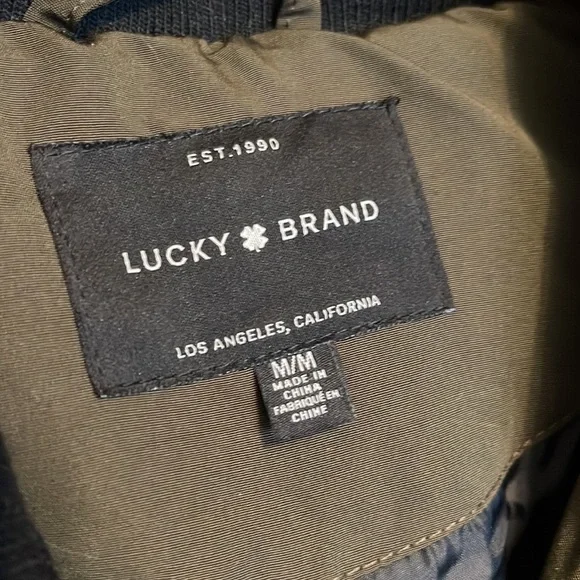 EST.1990
LUCKY BRAND
LOS ANGELES, CALIFORNIA
M/M
MADE IN
CHINA
FABRIQUÉ EN
CHINE